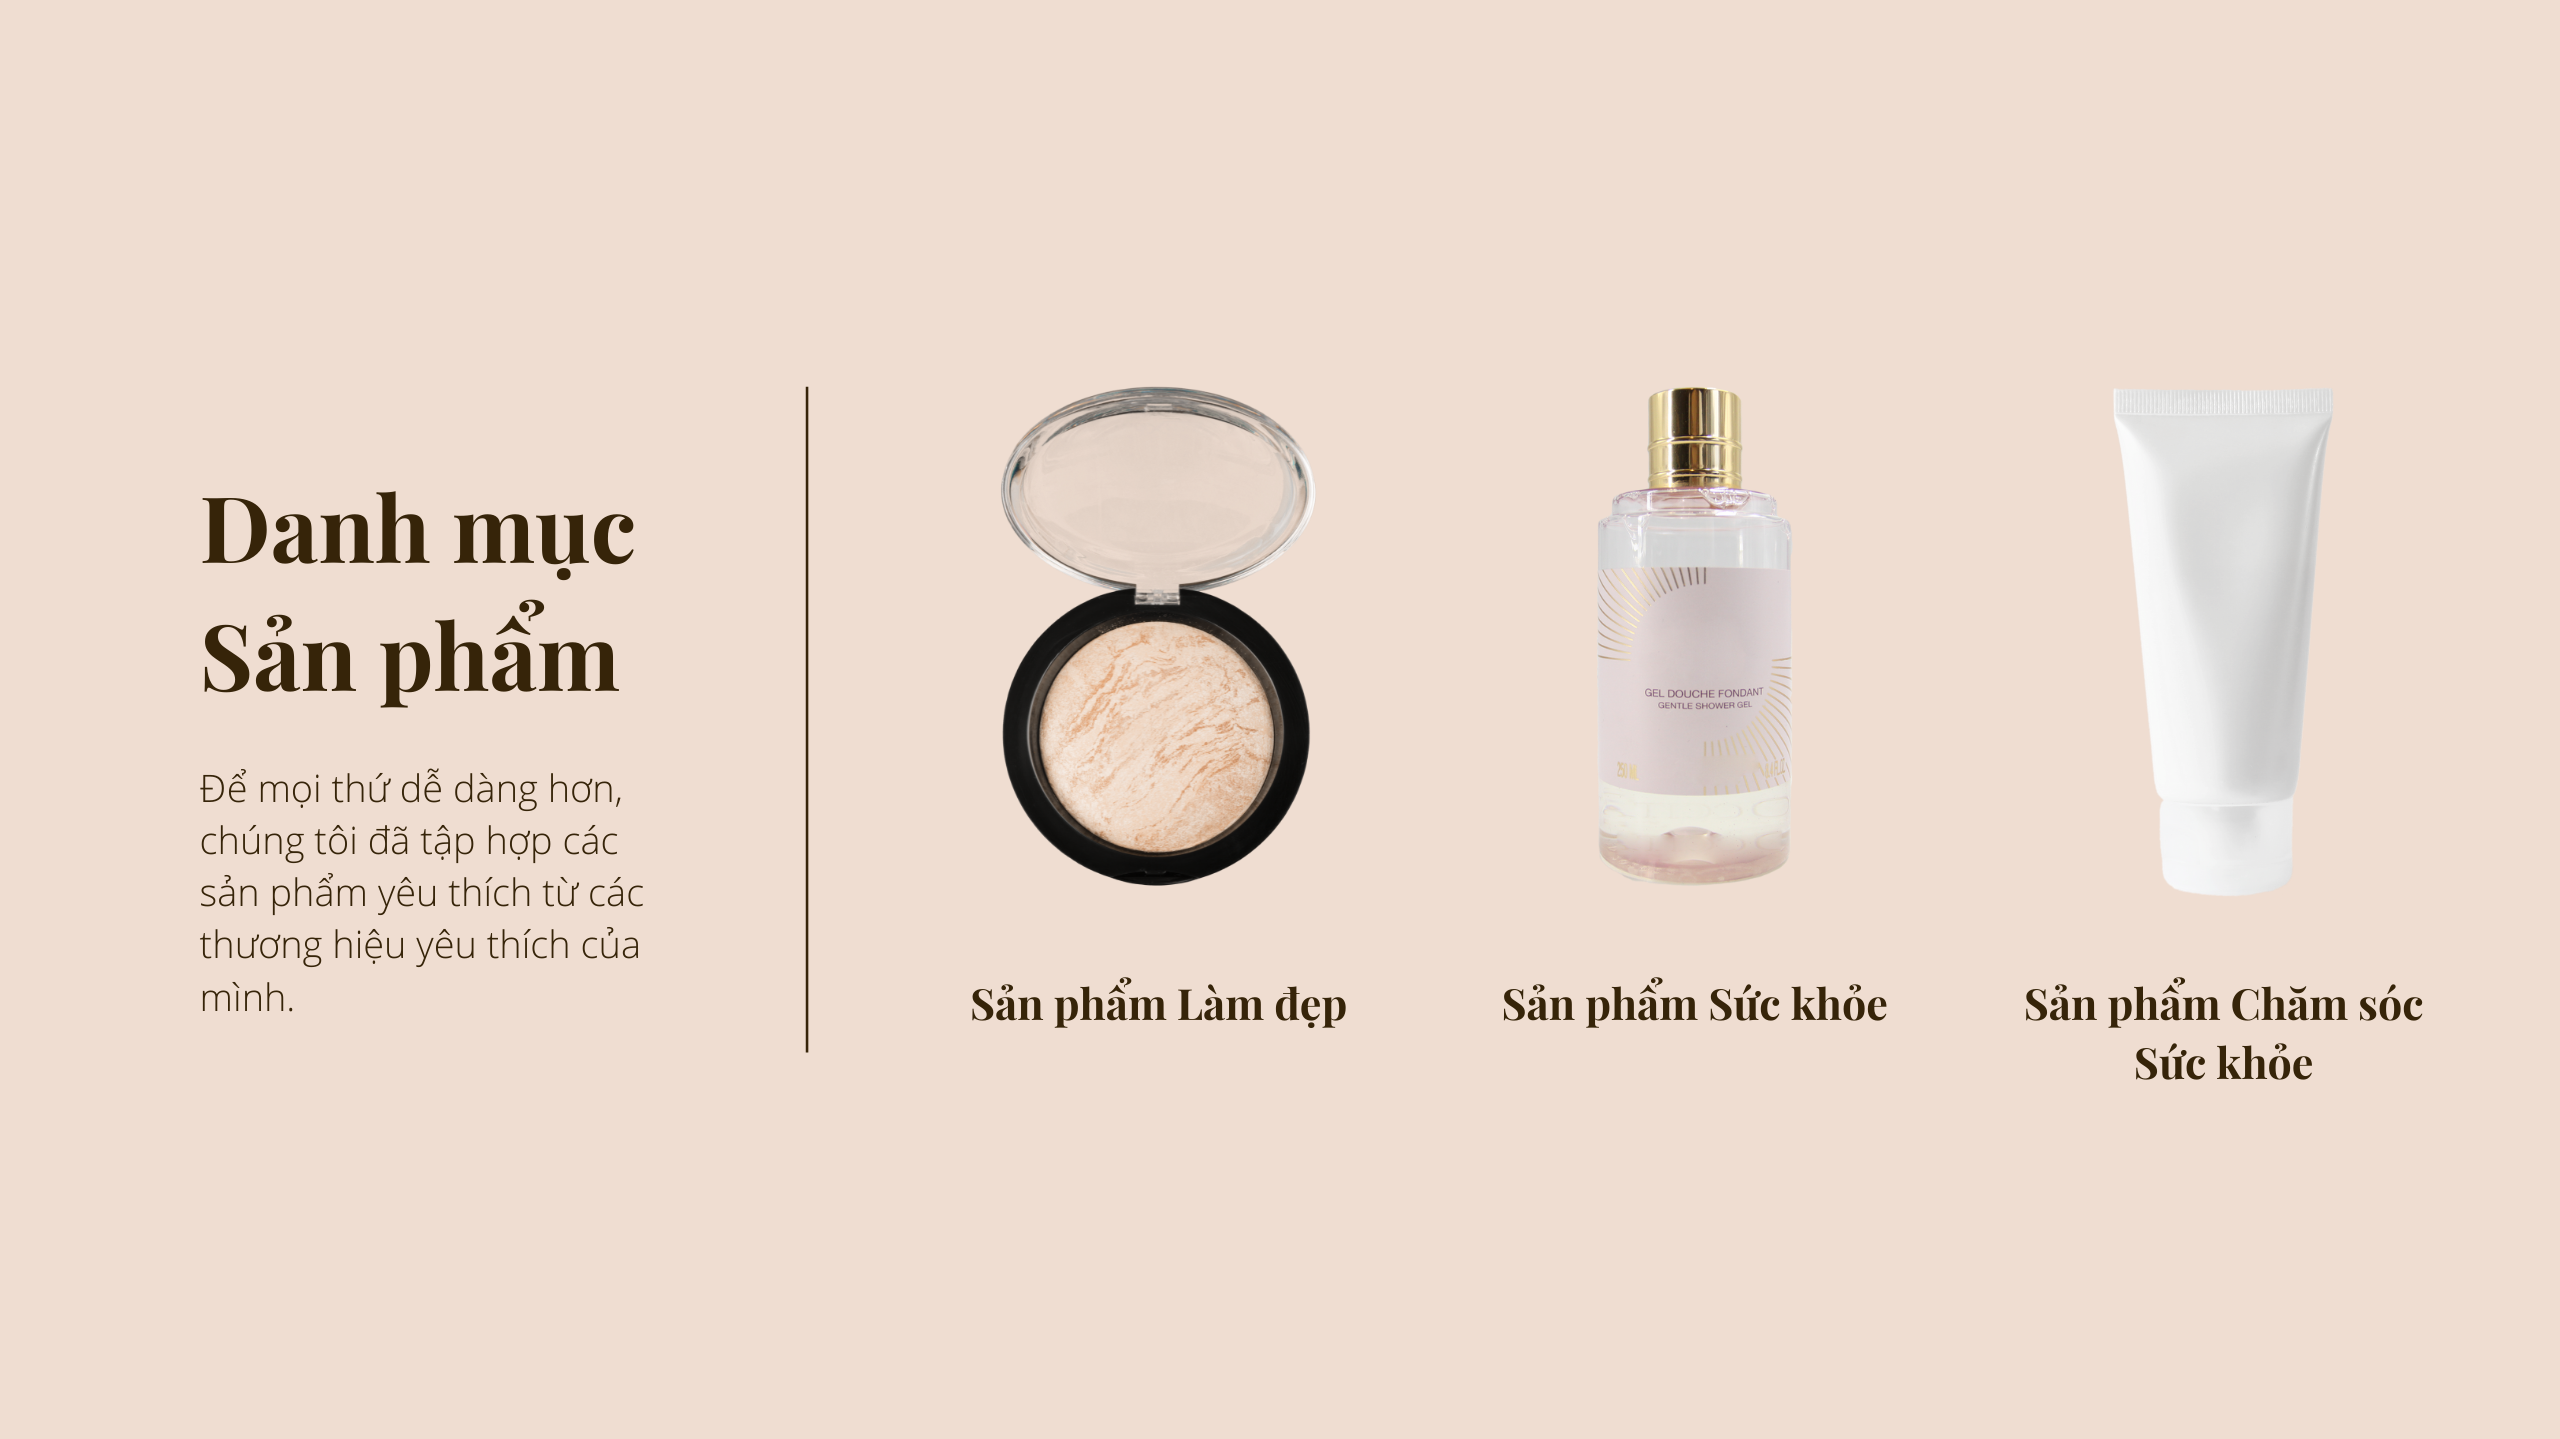 Danh mục
Sản phẩm
Để mọi thứ dễ dàng hơn,
chúng tôi đã tập hợp các
sản phẩm yêu thích từ các
thương hiệu yêu thích của
mình.
GEL DOUCHE FONDANT
GENTLE SHOWER GEL
Sản phẩm Làm đẹp
Sản phẩm Sức khỏe
Sản phẩm Chăm sóc
Sức khỏe